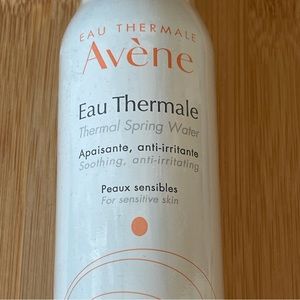 EAU THERMALE
Avène
Eau Thermale
Thermal Spring Water
Apaisante, anti-irritante
Soothing, anti-irritating
Peaux sensibles
For sensitive skin